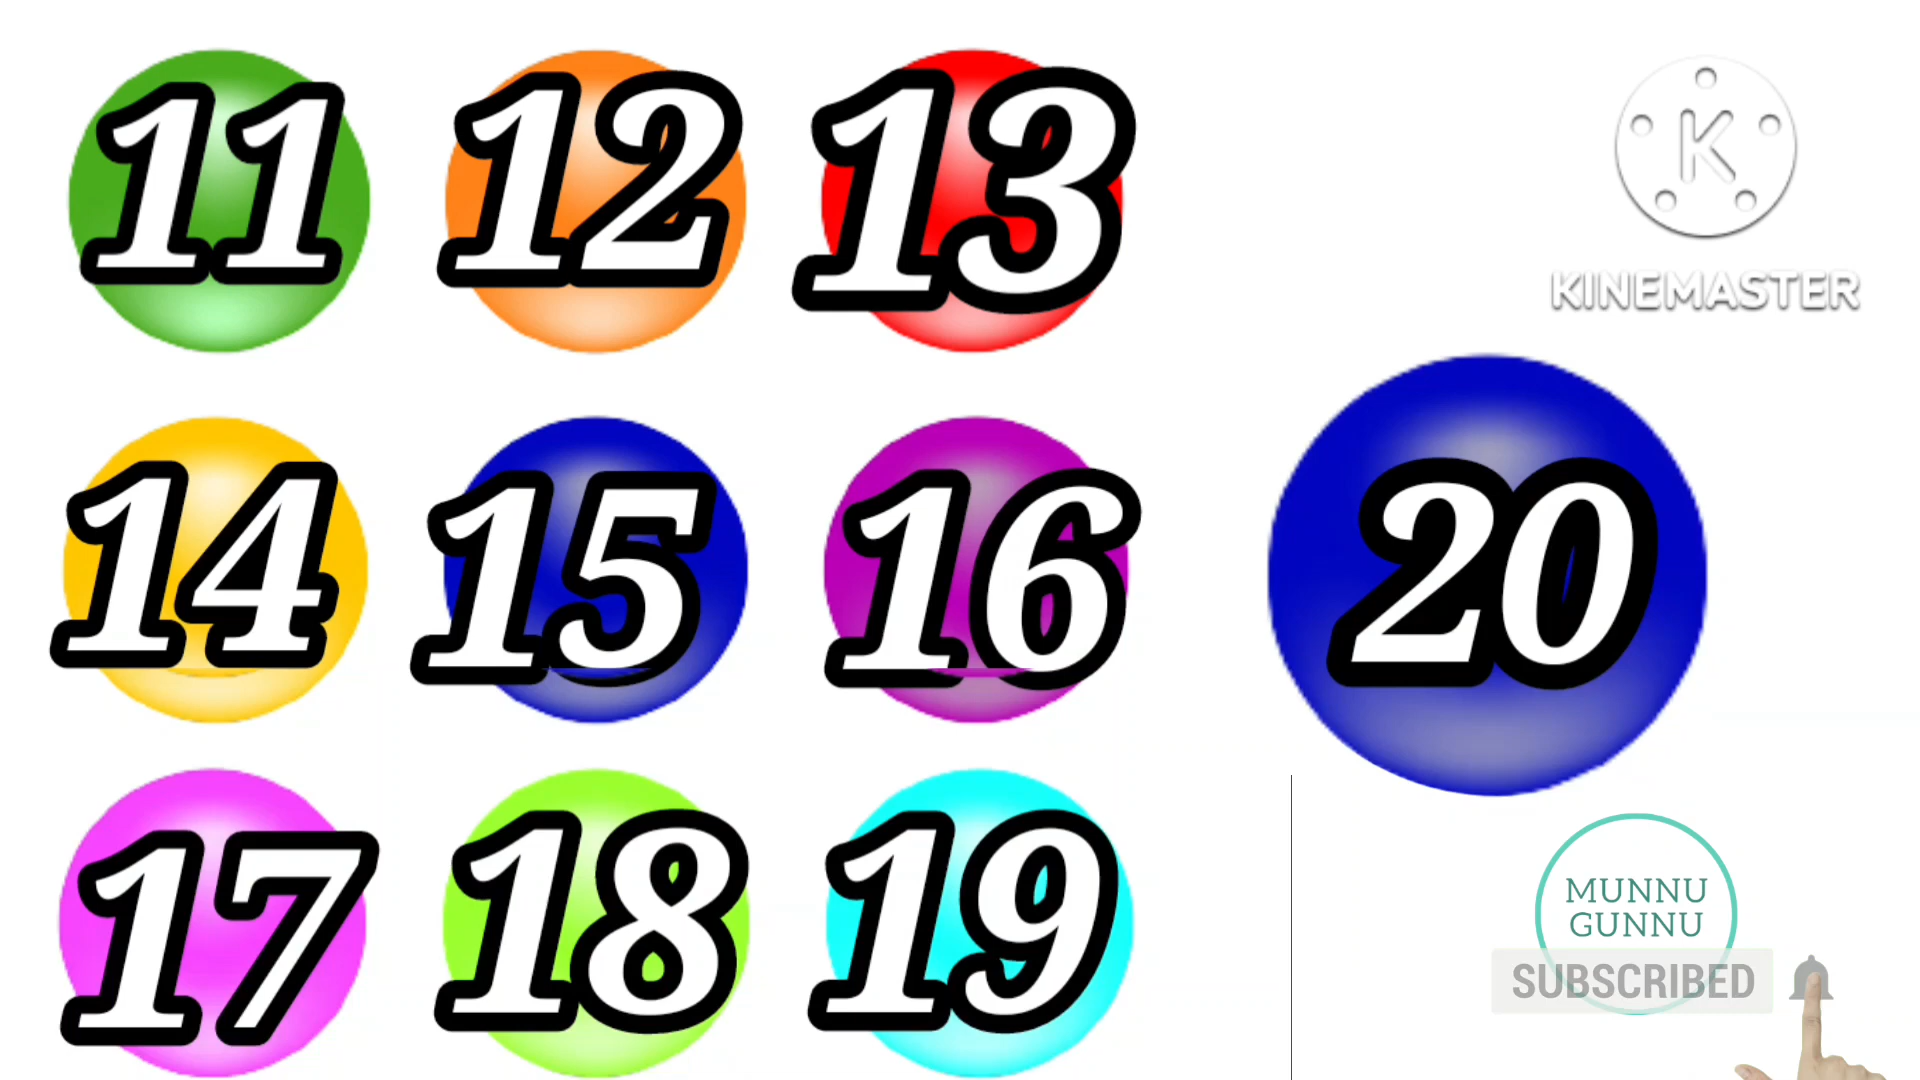 11 12 13
K
KINEMASTER
14 15 16
20
17 18 19
MUNNU
GUNNU
SUBSCRIBED